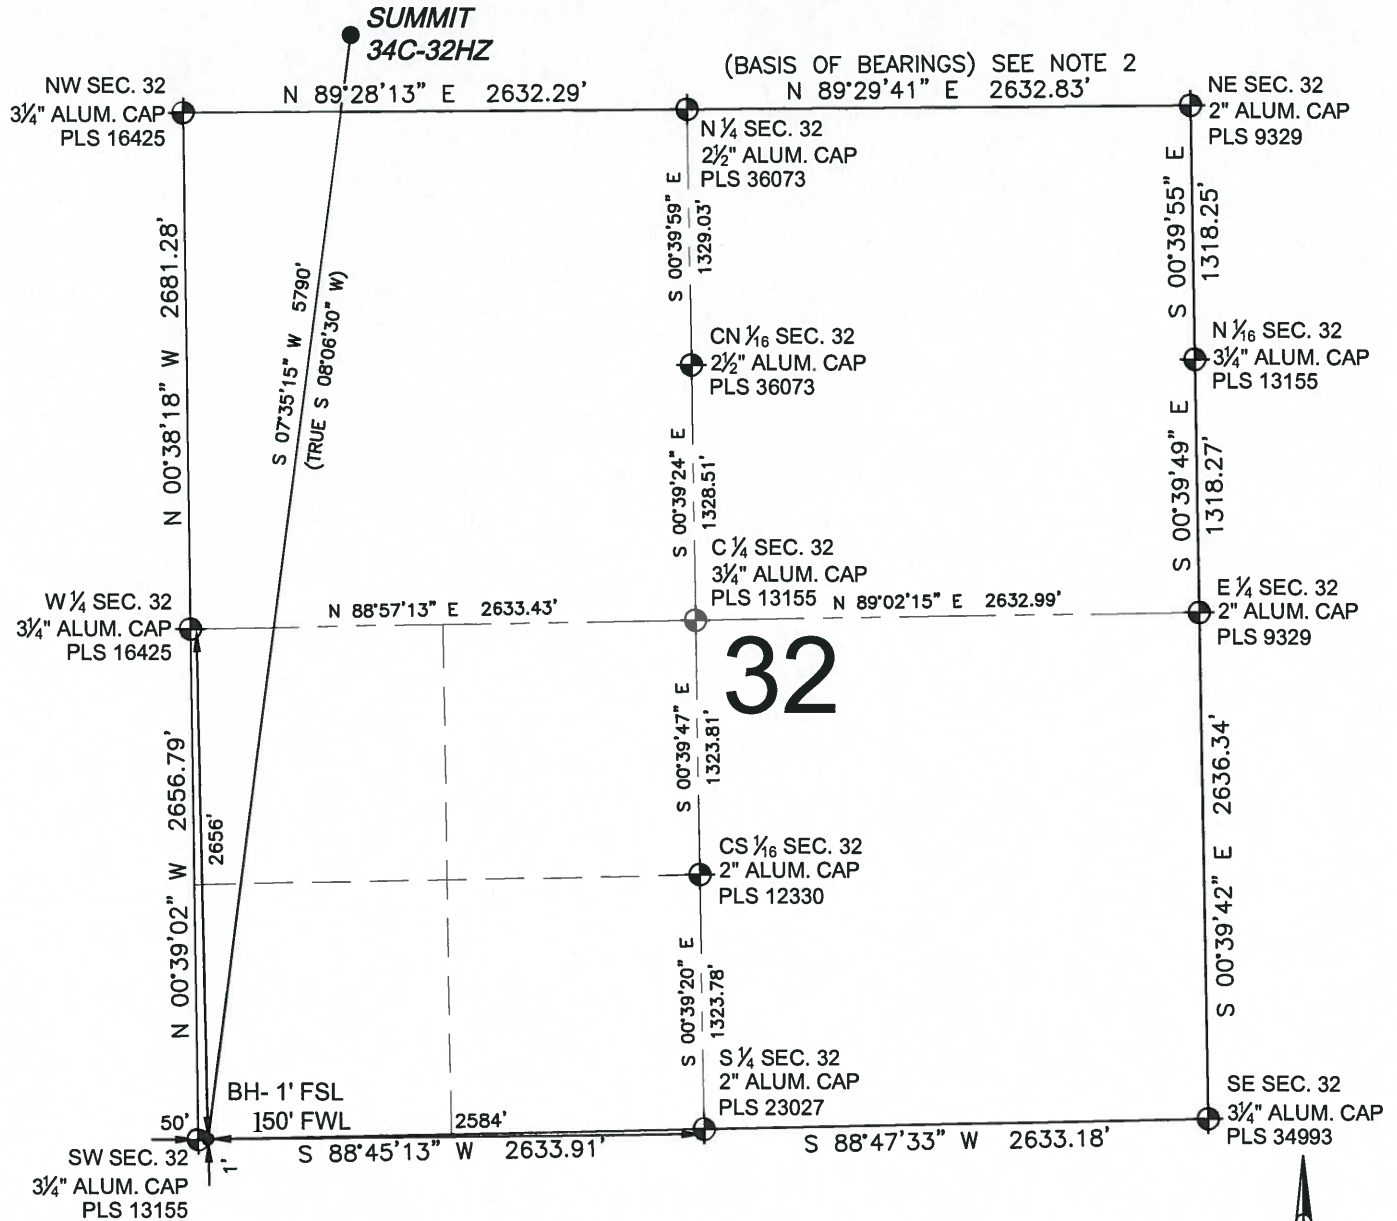 SUMMIT
34C-32HZ
(BASIS OF BEARINGS) SEE NOTE 2
NW SEC. 32
3¼" ALUM. CAP
PLS 16425
N 89°28'13" E 2632.29'
N 89°29'41" E 2632.83'
NE SEC. 32
2" ALUM. CAP
PLS 9329
N ¼ SEC. 32
2½" ALUM. CAP
PLS 36073
N 00°38'18" W 2681.28'
S 07°35'15" W 5790'
(TRUE S 08°06'30" W)
S 00°39'59" E
1329.03'
S 00°39'55" E
1318.25'
CN 1⁄16 SEC. 32
2½" ALUM. CAP
PLS 36073
N 1⁄16 SEC. 32
3¼" ALUM. CAP
PLS 13155
S 00°39'24" E
1328.51'
S 00°39'49" E
1318.27'
C ¼ SEC. 32
3¼" ALUM. CAP
PLS 13155
W ¼ SEC. 32
3¼" ALUM. CAP
PLS 16425
N 88°57'13" E 2633.43'
N 89°02'15" E 2632.99'
E ¼ SEC. 32
2" ALUM. CAP
PLS 9329
32
N 00°39'02" W 2656.79'
2656'
S 00°39'47" E
1323.81'
S 00°39'42" E 2636.34'
CS 1⁄16 SEC. 32
2" ALUM. CAP
PLS 12330
S 00°39'20" E
1323.78'
S ¼ SEC. 32
2" ALUM. CAP
PLS 23027
BH- 1' FSL
150' FWL
50'
2584'
1'
S 88°45'13" W 2633.91'
S 88°47'33" W 2633.18'
SW SEC. 32
3¼" ALUM. CAP
PLS 13155
SE SEC. 32
3¼" ALUM. CAP
PLS 34993